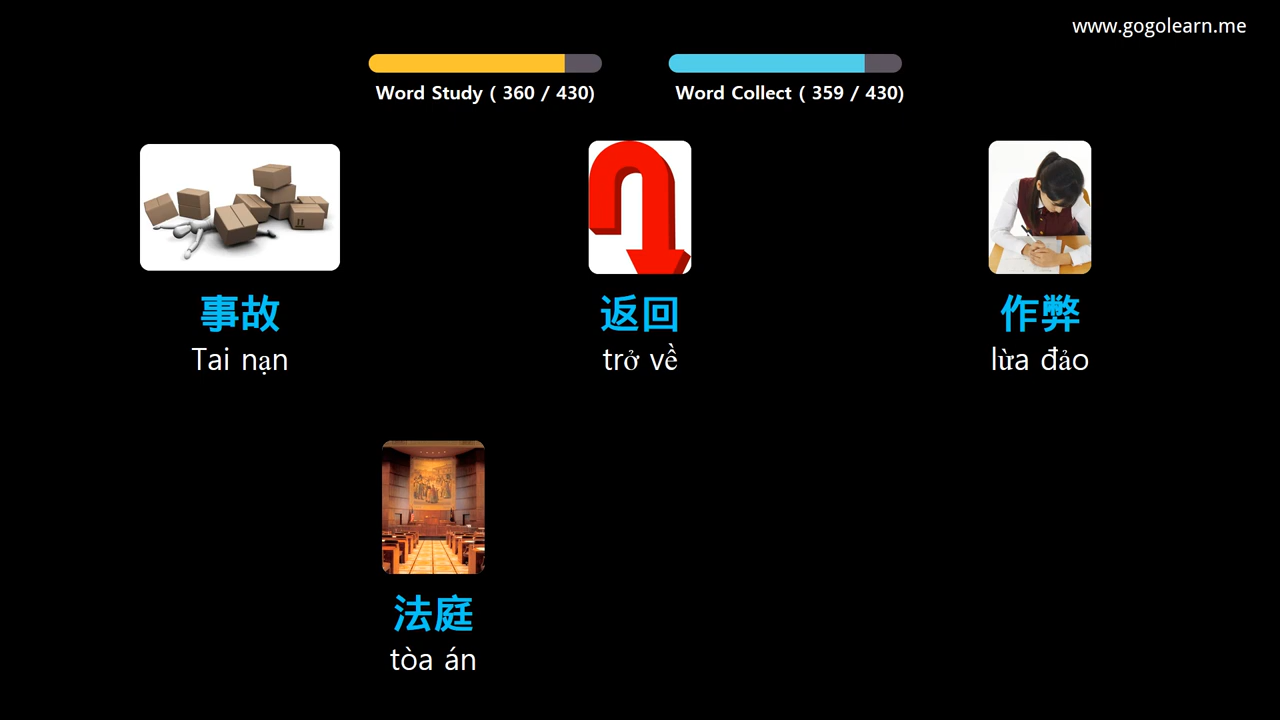 www.gogolearn.me
Word Study ( 360 / 430)
Word Collect ( 359 / 430)
事故
Tai nạn
返回
trở về
作弊
lừa đảo
法庭
tòa án